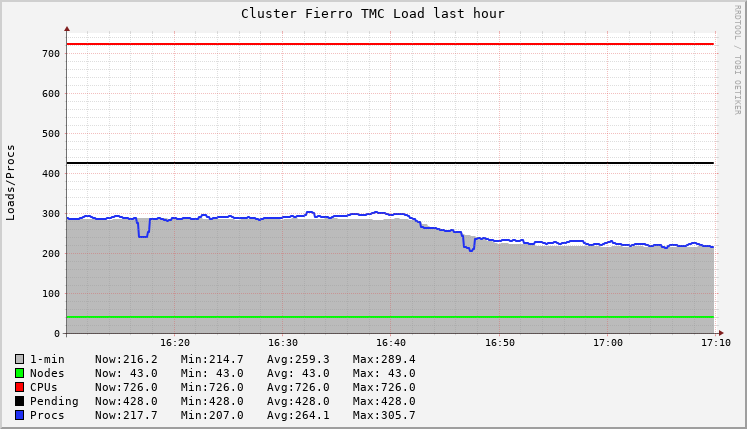 Cluster Fierro TMC Load last hour
RRDTOOL / TOBI OETIKER
Loads/Procs
700
600
500
400
300
200
100
0
16:20 16:30 16:40 16:50 17:00 17:10
1-min Now:216.2 Min:214.7 Avg:259.3 Max:289.4
Nodes Now: 43.0 Min: 43.0 Avg: 43.0 Max: 43.0
CPUs Now:726.0 Min:726.0 Avg:726.0 Max:726.0
Pending Now:428.0 Min:428.0 Avg:428.0 Max:428.0
Procs Now:217.7 Min:207.0 Avg:264.1 Max:305.7